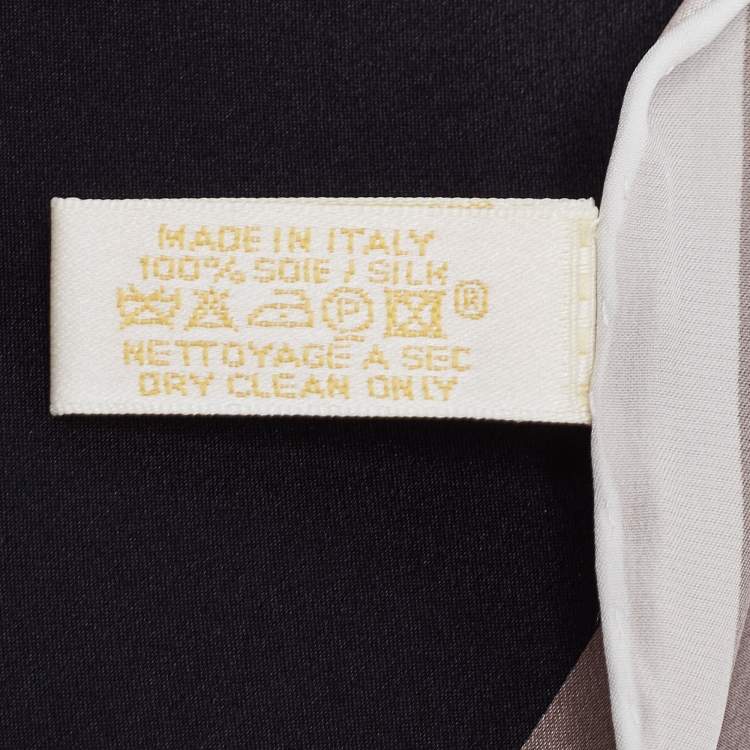 MADE IN ITALY
100% SOIE / SILK
P ®
NETTOYAGE A SEC
DRY CLEAN ONLY